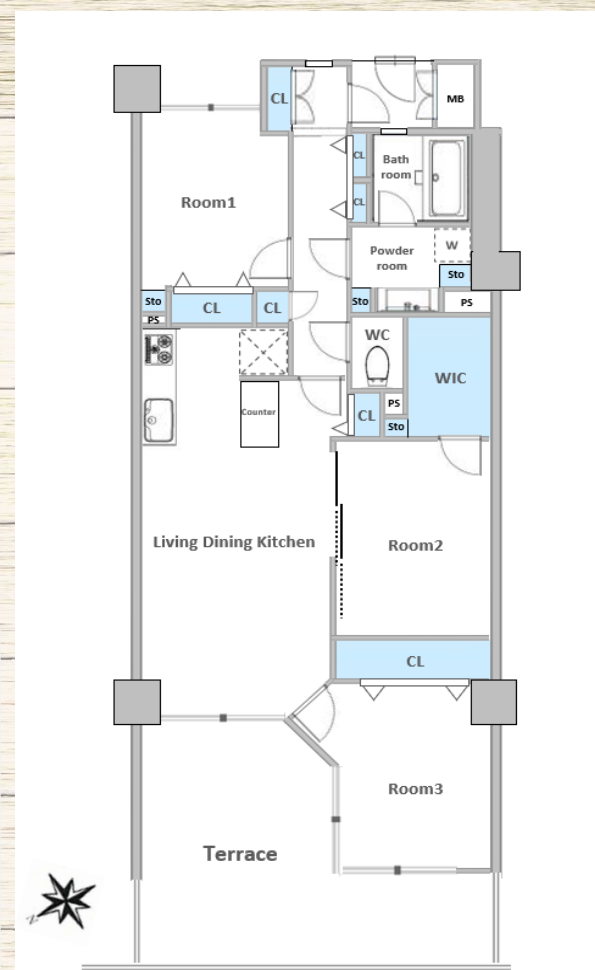 CL
MB
CL
Bath
room
CL
Room1
Powder
room
W
Sto
Sto
CL
CL
Sto
PS
PS
WC
WIC
Counter
CL
PS
Sto
Living Dining Kitchen
Room2
CL
Room3
Terrace
N